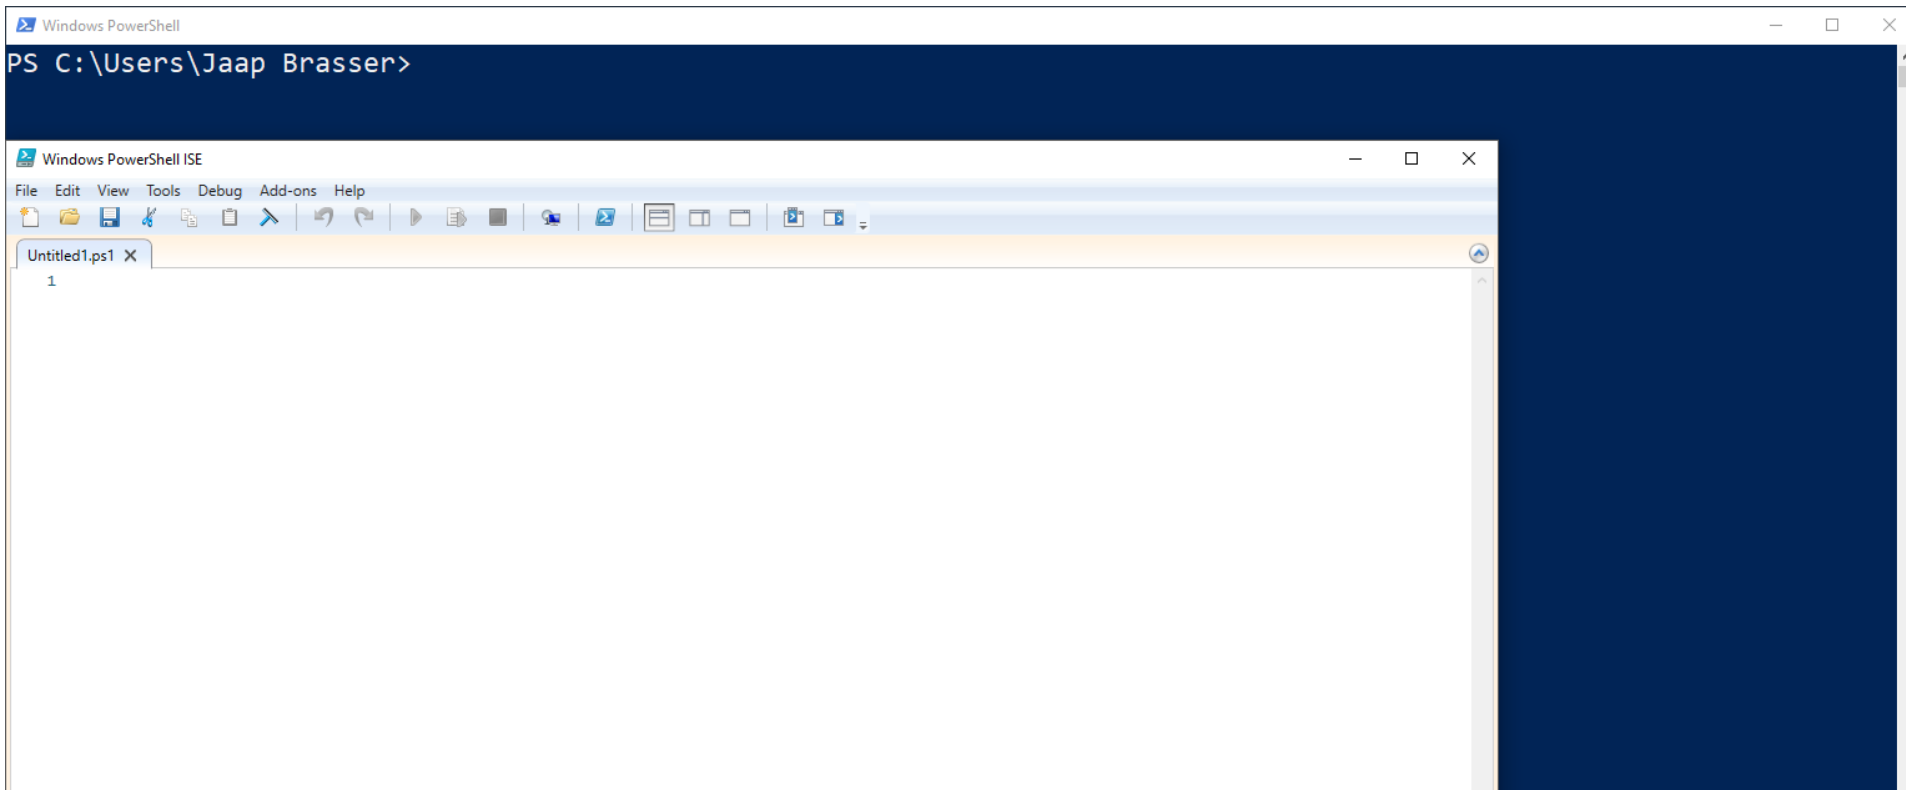 Windows PowerShell
PS C:\Users\Jaap Brasser>
Windows PowerShell ISE
File Edit View Tools Debug Add-ons Help
Untitled1.ps1
1